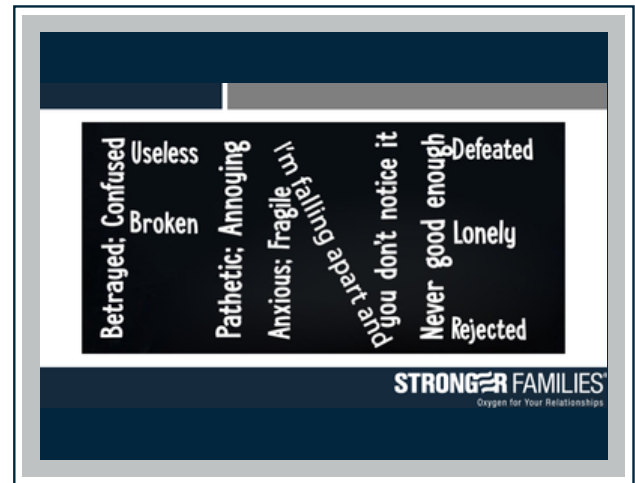 Betrayed; Confused
Useless
Broken
Pathetic; Annoying
Anxious; Fragile
I'm falling apart and
you don't notice it
Never good enough
Defeated
Lonely
Rejected
STRONGER FAMILIES®
Oxygen for Your Relationships